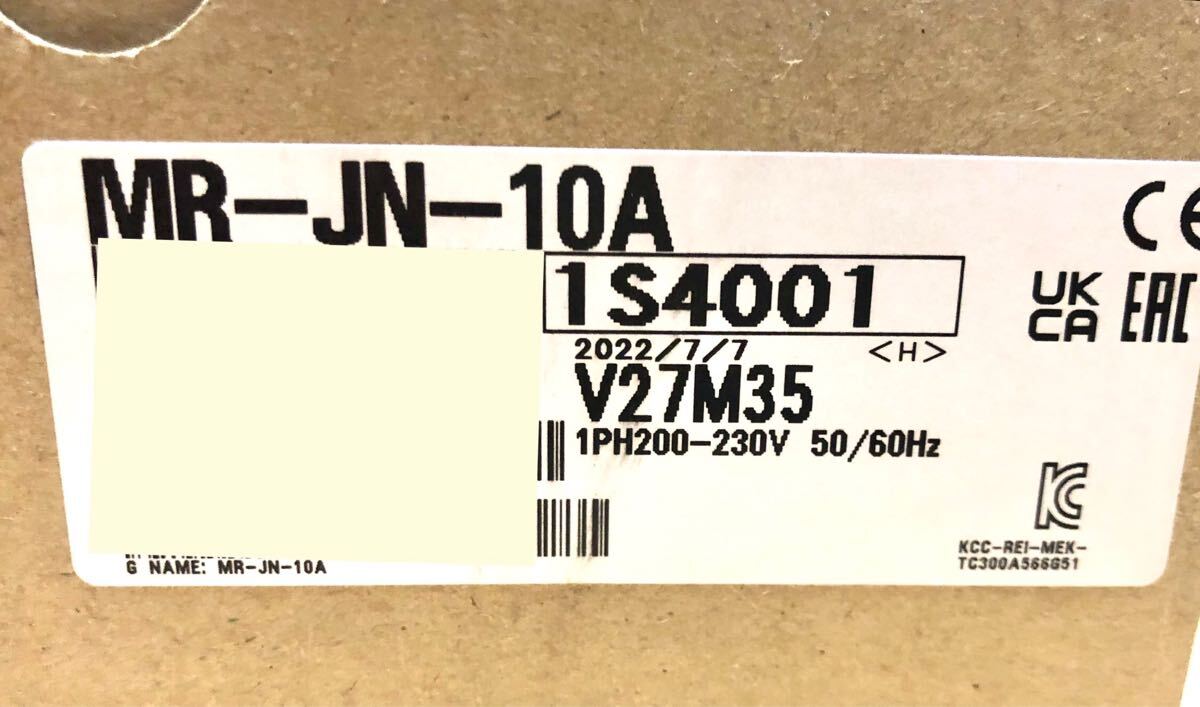 MR-JN-10A
CE
1S4001
UK
CA
EAC
2022/7/7 <H>
V27M35
1PH200-230V 50/60Hz
KC
KCC-REI-MEK-
TC300A566G51
G NAME: MR-JN-10A